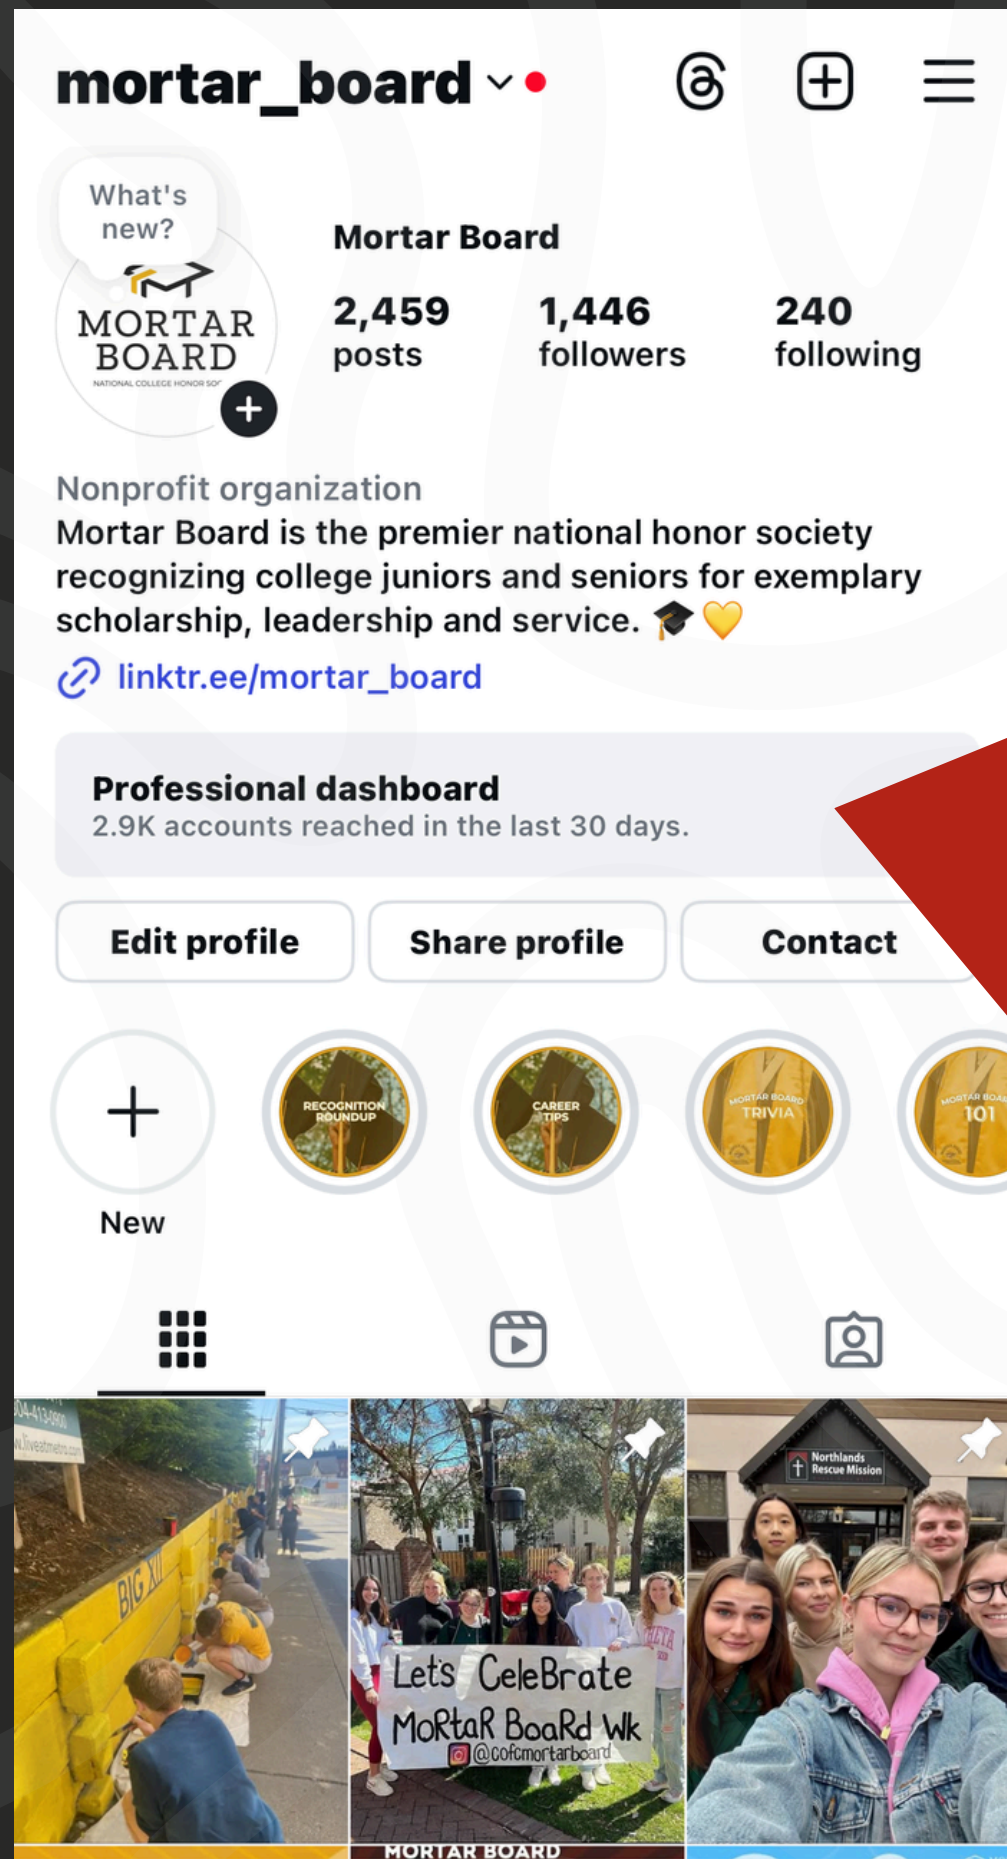 mortar_board
What's
new?
MORTAR
BOARD
NATIONAL COLLEGE HONOR
Mortar Board
2,459 1,446 240
posts followers following
Nonprofit organization
Mortar Board is the premier national honor society
recognizing college juniors and seniors for exemplary
scholarship, leadership and service. 🎓💛
linktr.ee/mortar_board
Professional dashboard
2.9K accounts reached in the last 30 days.
Edit profile Share profile Contact
RECOGNITION
ROUNDUP
CAREER
TIPS
MORTAR BOARD
TRIVIA
MORTAR
101
New
BIG XII
Let's CeleBrate
MoRtaR BoaRd Wk
@cofcmortarboard
Northlands
Rescue Mission
MORTAR BOARD